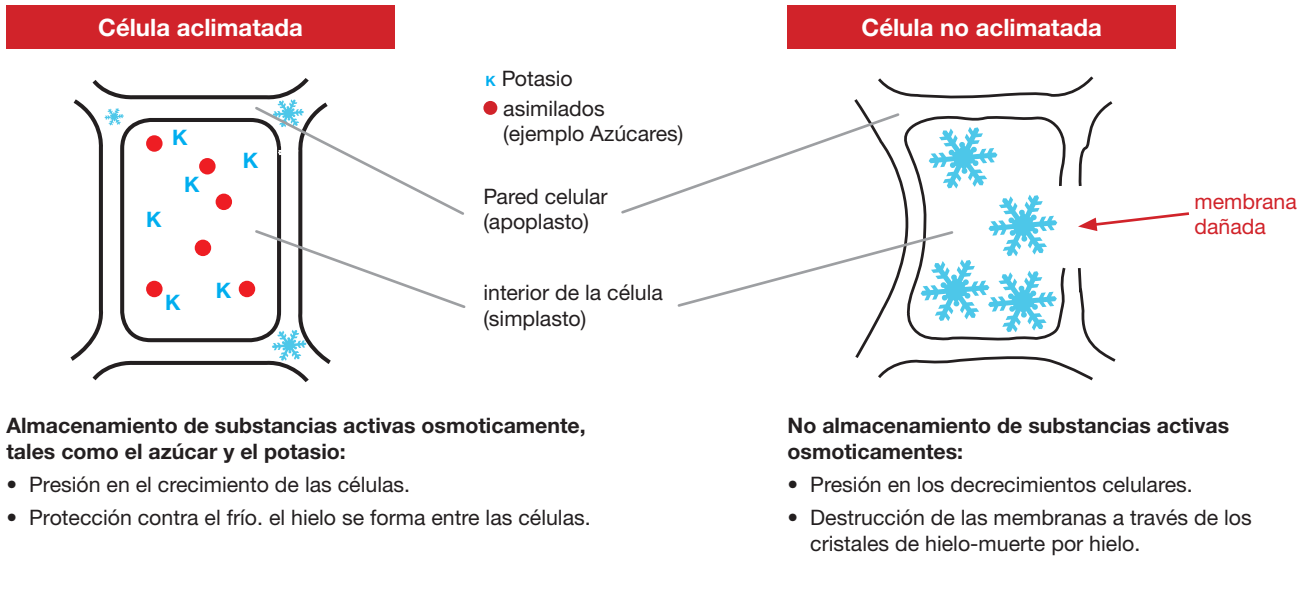 Célula aclimatada
K Potasio
asimilados
(ejemplo Azúcares)
Pared celular
(apoplasto)
interior de la célula
(simplasto)
K
K
K
K
K
K
Almacenamiento de substancias activas osmoticamente,
tales como el azúcar y el potasio:
• Presión en el crecimiento de las células.
• Protección contra el frío. el hielo se forma entre las células.
Célula no aclimatada
membrana
dañada
No almacenamiento de substancias activas
osmoticamentes:
• Presión en los decrecimientos celulares.
• Destrucción de las membranas a través de los
cristales de hielo-muerte por hielo.